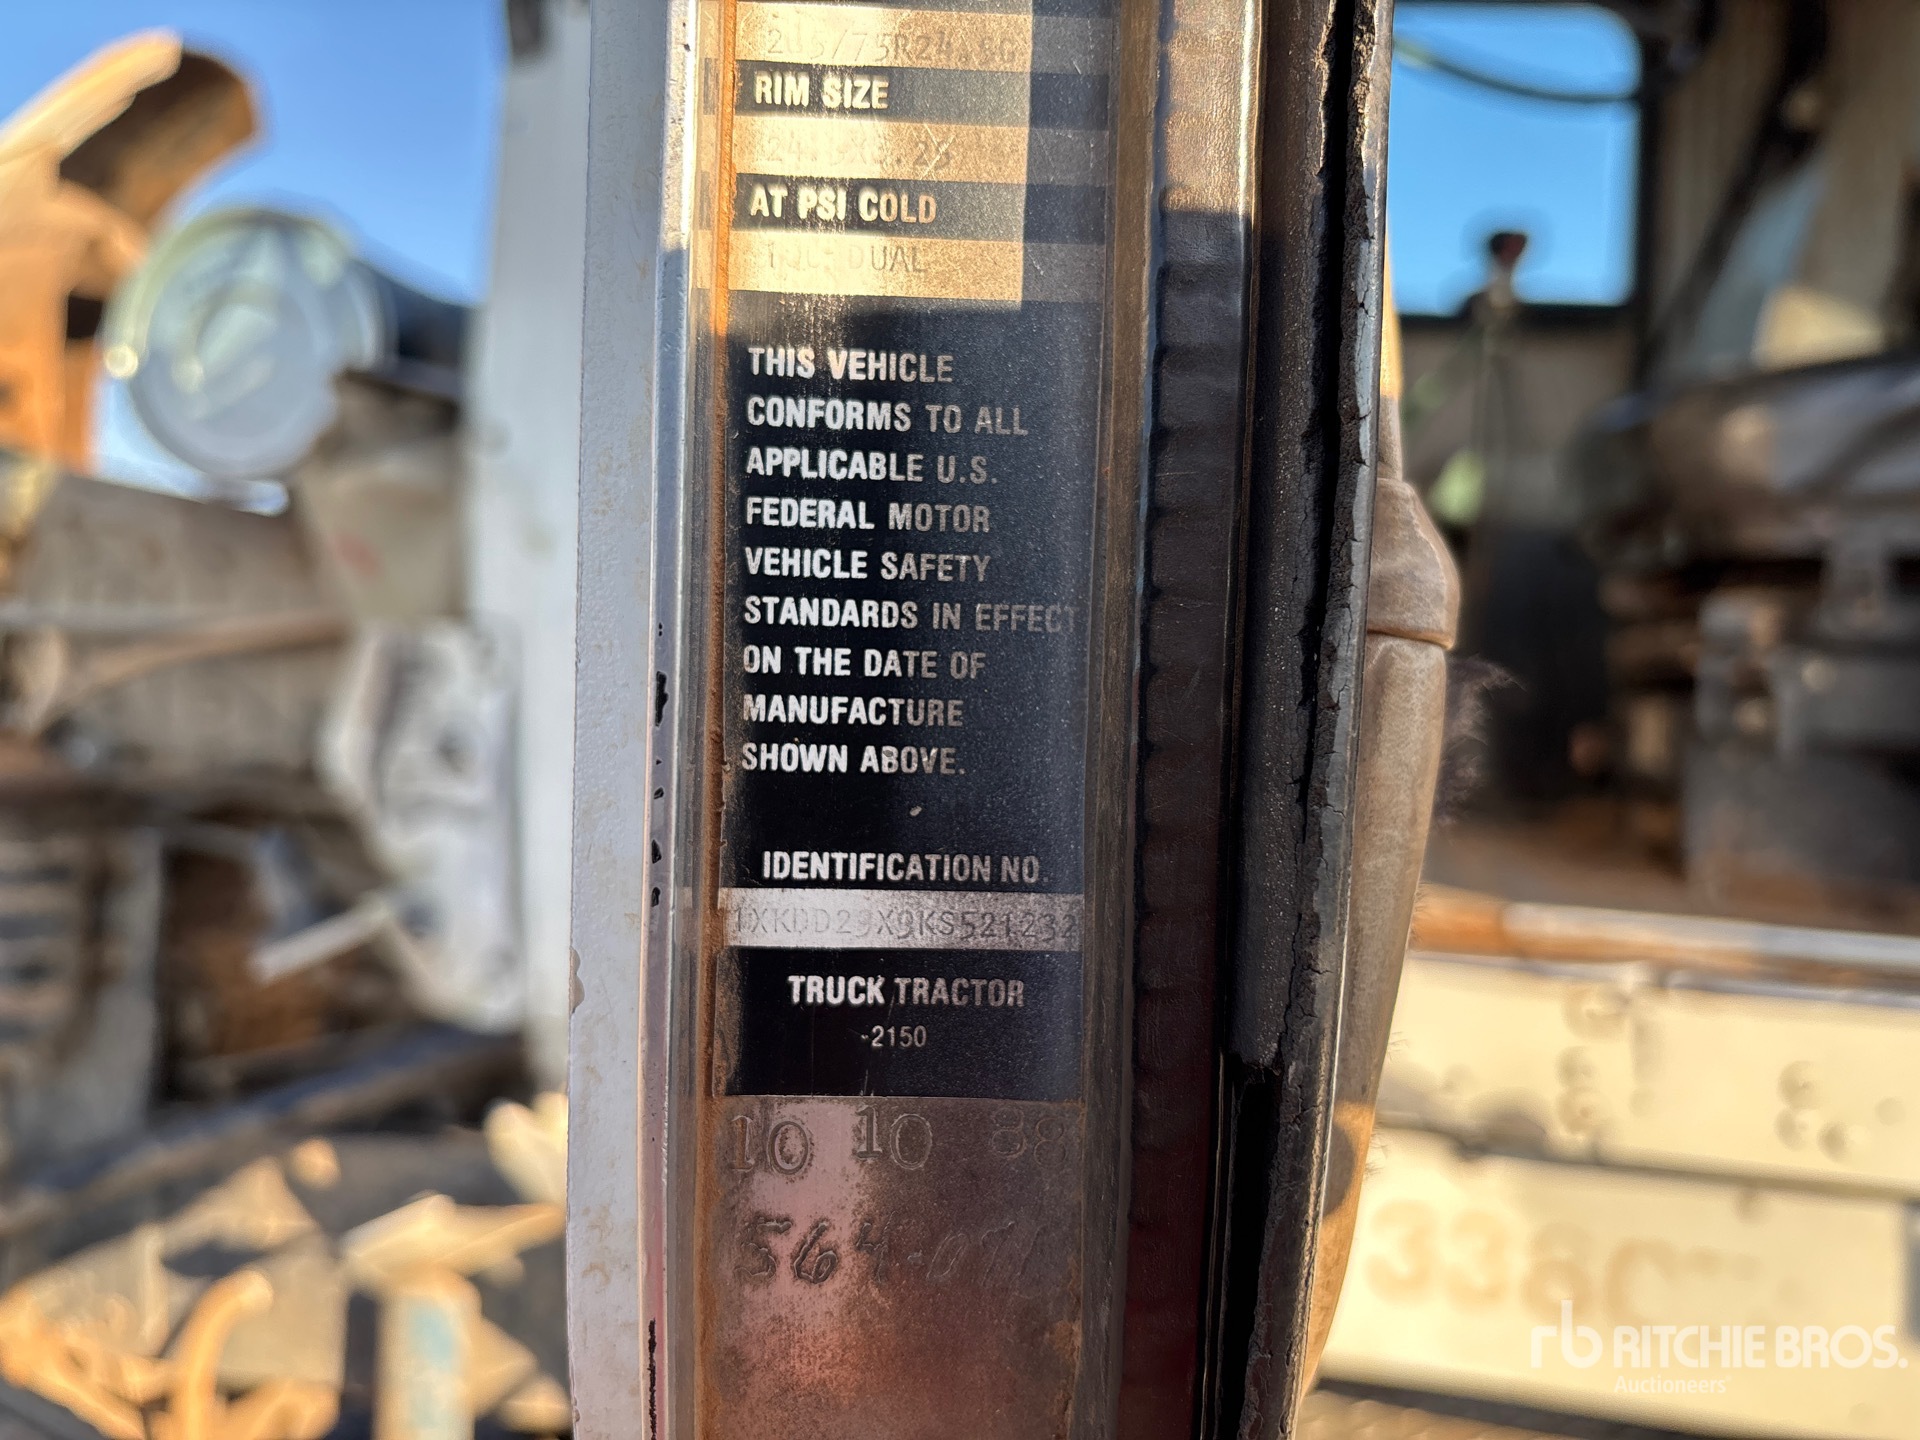 RIM SIZE
AT PSI COLD
DUAL
THIS VEHICLE
CONFORMS TO ALL
APPLICABLE U.S.
FEDERAL MOTOR
VEHICLE SAFETY
STANDARDS IN EFFECT
ON THE DATE OF
MANUFACTURE
SHOWN ABOVE.
IDENTIFICATION NO.
1XKDD29X9KS521232
TRUCK TRACTOR
-2150
10 10 88
rb RITCHIE BROS.
Auctioneers